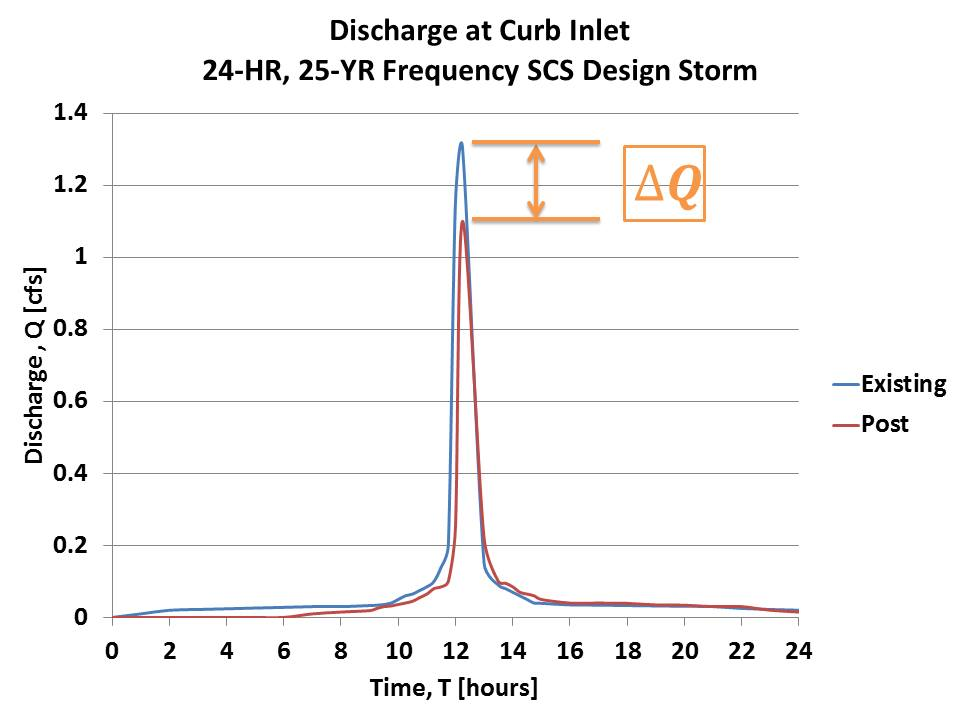 Discharge at Curb Inlet
24-HR, 25-YR Frequency SCS Design Storm
1.4
1.2
1
0.8
0.6
0.4
0.2
0
Discharge , Q [cfs]
ΔQ
Existing
Post
0 2 4 6 8 10 12 14 16 18 20 22 24
Time, T [hours]